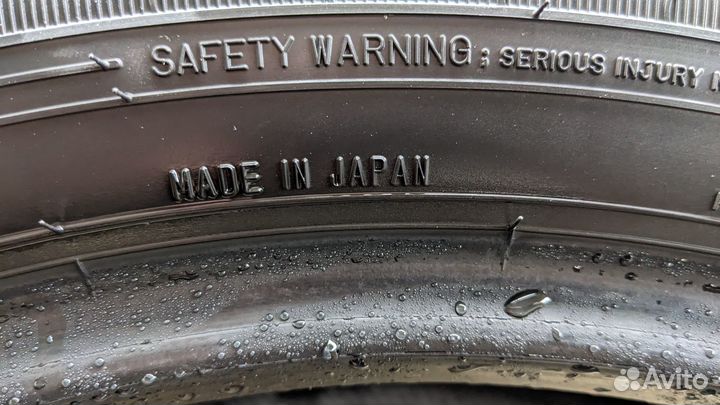 SAFETY WARNING; SERIOUS INJURY
MADE IN JAPAN
Avito